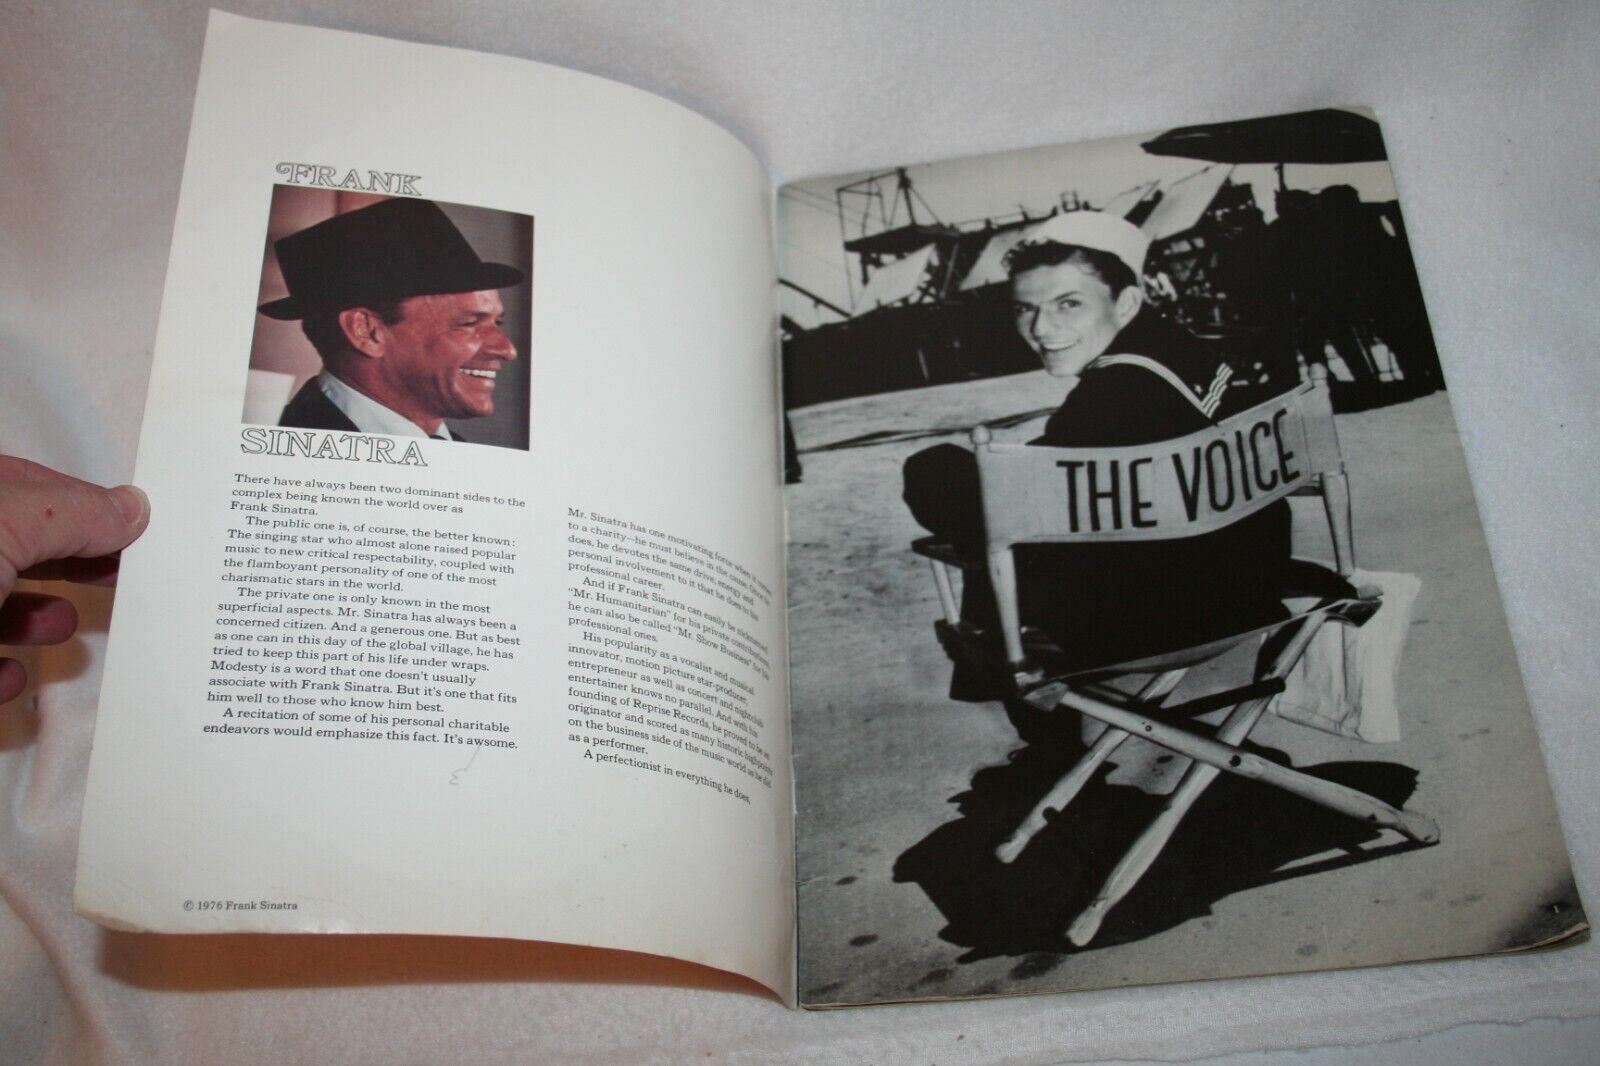 FRANK
SINATRA
There have always been two dominant sides to the
complex being known the world over as
Frank Sinatra.
The public one is, of course, the better known:
The singing star who almost alone raised popular
music to new critical respectability, coupled with
the flamboyant personality of one of the most
charismatic stars in the world.
The private one is only known in the most
superficial aspects. Mr. Sinatra has always been a
concerned citizen. And a generous one. But as best
as one can in this day of the global village, he has
tried to keep this part of his life under wraps.
Modesty is a word that one doesn't usually
associate with Frank Sinatra. But it's one that fits
him well to those who know him best.
A recitation of some of his personal charitable
endeavors would emphasize this fact. It's awsome.
Mr. Sinatra has one motivating force when it comes
to a charity—he must believe in the cause. Once he
does, he devotes the same drive, energy and
personal involvement to it that he does to his
professional career.
And if Frank Sinatra can easily be nicknamed
"Mr. Humanitarian" for his private contributions,
he can also be called "Mr. Show Business" for his
professional ones.
His popularity as a vocalist and musical
innovator, motion picture star-producer,
entrepreneur as well as concert and nightclub
entertainer knows no parallel. And with his
founding of Reprise Records, he proved to be an
originator and scored as many historic highpoints
on the business side of the music world as he did
as a performer.
A perfectionist in everything he does,
© 1976 Frank Sinatra
THE VOICE
1